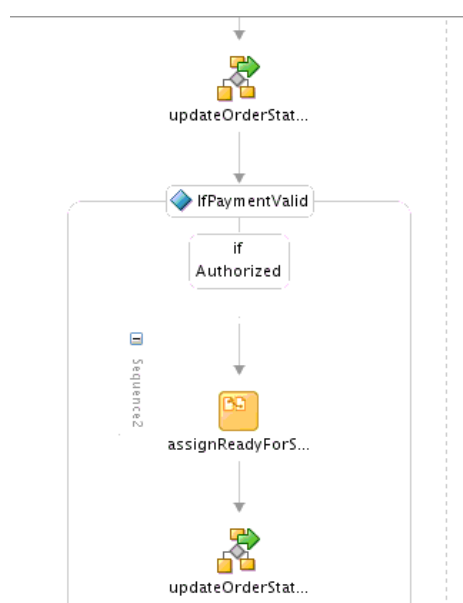 updateOrderStat...
IfPaymentValid
if
Authorized
Sequence2
assignReadyForS...
updateOrderStat...